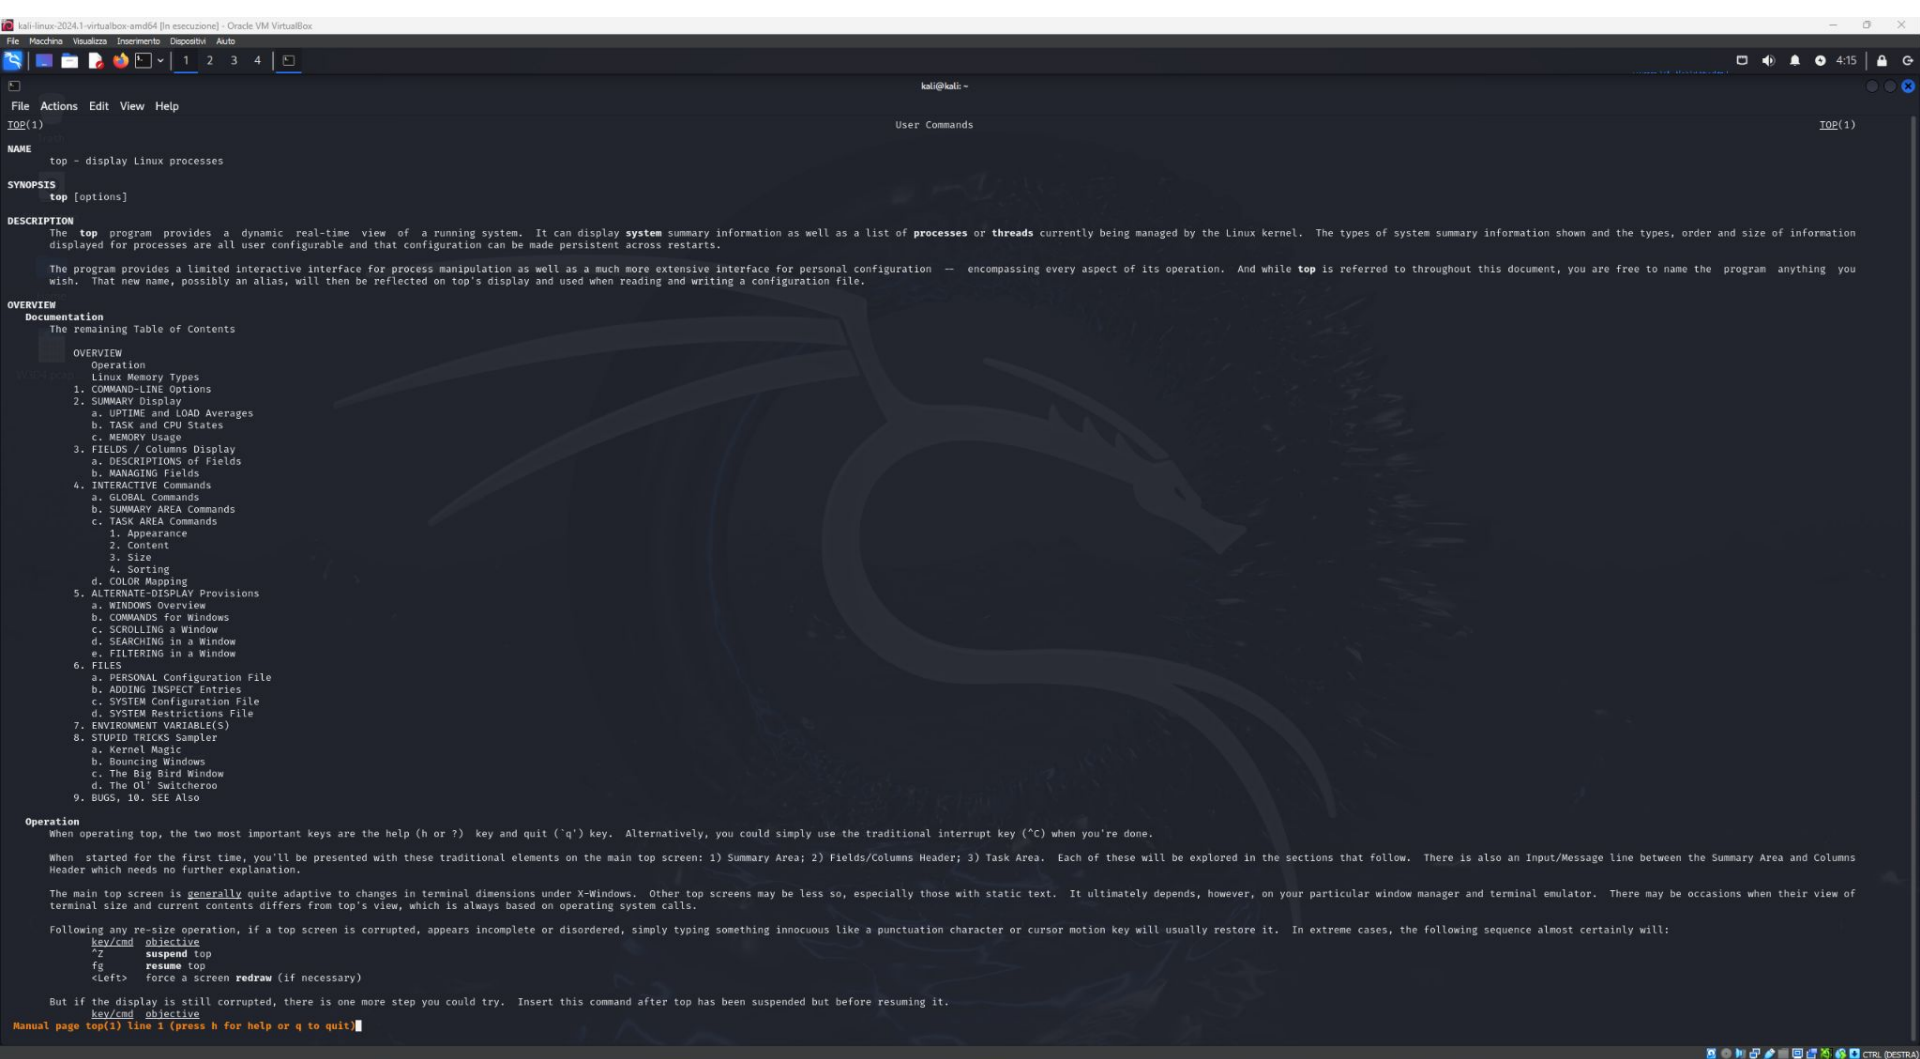 kali-linux-2024.1-virtualbox-amd64 [In esecuzione] - Oracle VM VirtualBox
File Macchina Visualizza Inserimento Dispositivi Aiuto
1 2 3 4
4:15
kali@kali: ~
File Actions Edit View Help
TOP(1) User Commands TOP(1)
NAME
top - display Linux processes
SYNOPSIS
top [options]
DESCRIPTION
The top program provides a dynamic real-time view of a running system. It can display system summary information as well as a list of processes or threads currently being managed by the Linux kernel. The types of system summary information shown and the types, order and size of information
displayed for processes are all user configurable and that configuration can be made persistent across restarts.
The program provides a limited interactive interface for process manipulation as well as a much more extensive interface for personal configuration -- encompassing every aspect of its operation. And while top is referred to throughout this document, you are free to name the program anything you
wish. That new name, possibly an alias, will then be reflected on top's display and used when reading and writing a configuration file.
OVERVIEW
Documentation
The remaining Table of Contents
OVERVIEW
Operation
Linux Memory Types
1. COMMAND-LINE Options
2. SUMMARY Display
a. UPTIME and LOAD Averages
b. TASK and CPU States
c. MEMORY Usage
3. FIELDS / Columns Display
a. DESCRIPTIONS of Fields
b. MANAGING Fields
4. INTERACTIVE Commands
a. GLOBAL Commands
b. SUMMARY AREA Commands
c. TASK AREA Commands
1. Appearance
2. Content
3. Size
4. Sorting
d. COLOR Mapping
5. ALTERNATE-DISPLAY Provisions
a. WINDOWS Overview
b. COMMANDS for Windows
c. SCROLLING a Window
d. SEARCHING in a Window
e. FILTERING in a Window
6. FILES
a. PERSONAL Configuration File
b. ADDING INSPECT Entries
c. SYSTEM Configuration File
d. SYSTEM Restrictions File
7. ENVIRONMENT VARIABLE(S)
8. STUPID TRICKS Sampler
a. Kernel Magic
b. Bouncing Windows
c. The Big Bird Window
d. The Ol' Switcheroo
9. BUGS, 10. SEE Also
Operation
When operating top, the two most important keys are the help (h or ?) key and quit (`q') key. Alternatively, you could simply use the traditional interrupt key (^C) when you're done.
When started for the first time, you'll be presented with these traditional elements on the main top screen: 1) Summary Area; 2) Fields/Columns Header; 3) Task Area. Each of these will be explored in the sections that follow. There is also an Input/Message line between the Summary Area and Columns
Header which needs no further explanation.
The main top screen is generally quite adaptive to changes in terminal dimensions under X-Windows. Other top screens may be less so, especially those with static text. It ultimately depends, however, on your particular window manager and terminal emulator. There may be occasions when their view of
terminal size and current contents differs from top's view, which is always based on operating system calls.
Following any re-size operation, if a top screen is corrupted, appears incomplete or disordered, simply typing something innocuous like a punctuation character or cursor motion key will usually restore it. In extreme cases, the following sequence almost certainly will:
key/cmd objective
^Z suspend top
fg resume top
<Left> force a screen redraw (if necessary)
But if the display is still corrupted, there is one more step you could try. Insert this command after top has been suspended but before resuming it.
key/cmd objective
Manual page top(1) line 1 (press h for help or q to quit)
CTRL (DESTRA)